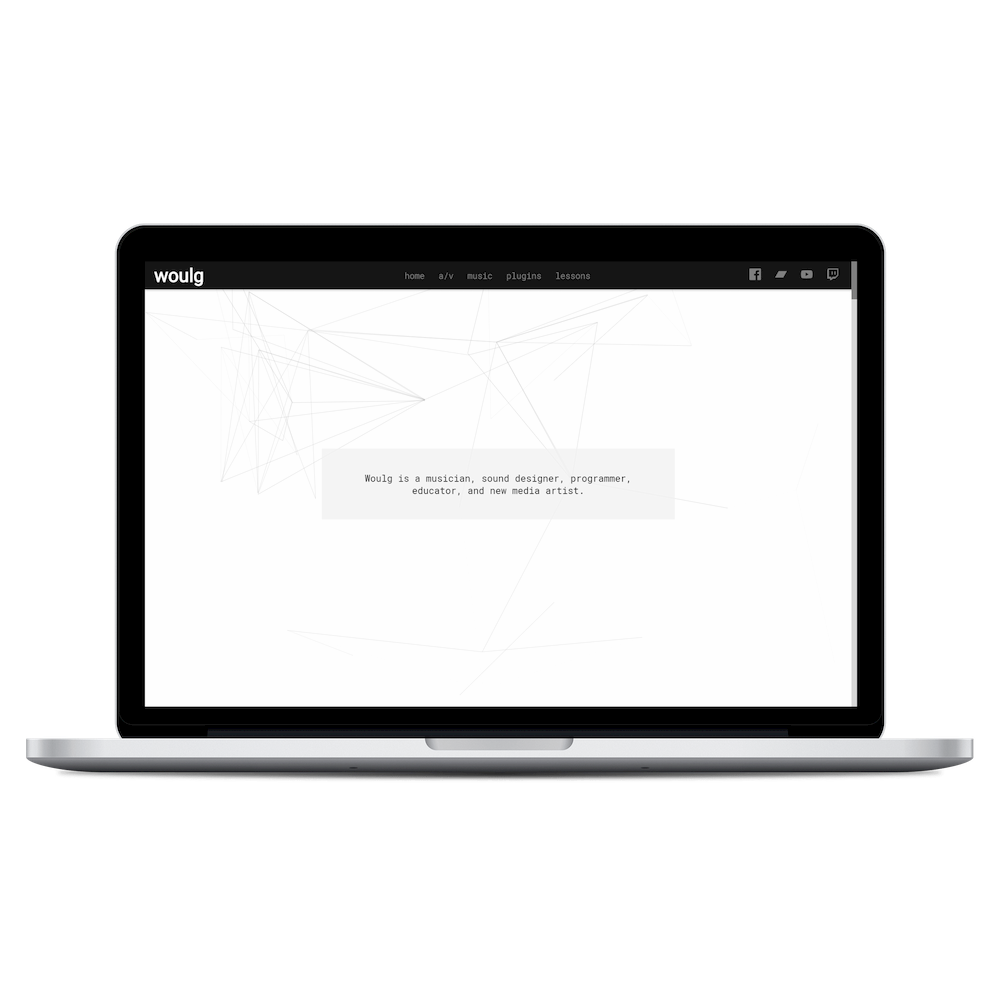 woulg
home a/v music plugins lessons
Woulg is a musician, sound designer, programmer,
educator, and new media artist.